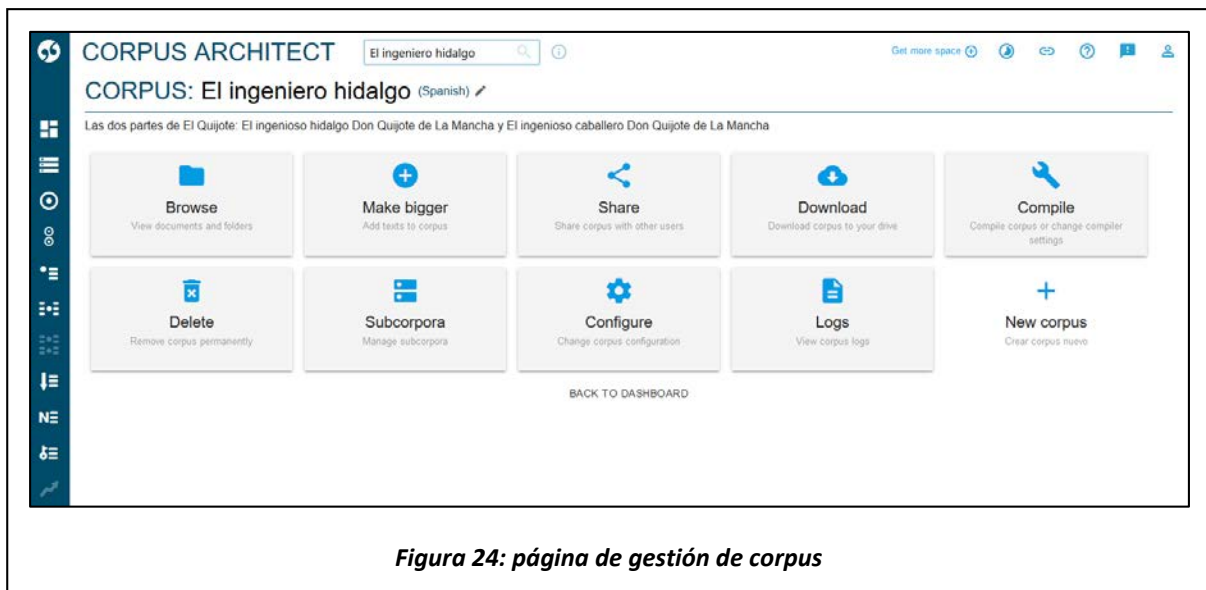 CORPUS ARCHITECT El ingeniero hidalgo Get more space
CORPUS: El ingeniero hidalgo (Spanish)
Las dos partes de El Quijote: El ingenioso hidalgo Don Quijote de La Mancha y El ingenioso caballero Don Quijote de La Mancha
Browse Make bigger Share Download Compile
View documents and folders Add texts to corpus Share corpus with other users Download corpus to your drive Compile corpus or change compiler
settings
Delete Subcorpora Configure Logs New corpus
Remove corpus permanently Manage subcorpora Change corpus configuration View corpus logs Crear corpus nuevo
BACK TO DASHBOARD
N
Figura 24: página de gestión de corpus